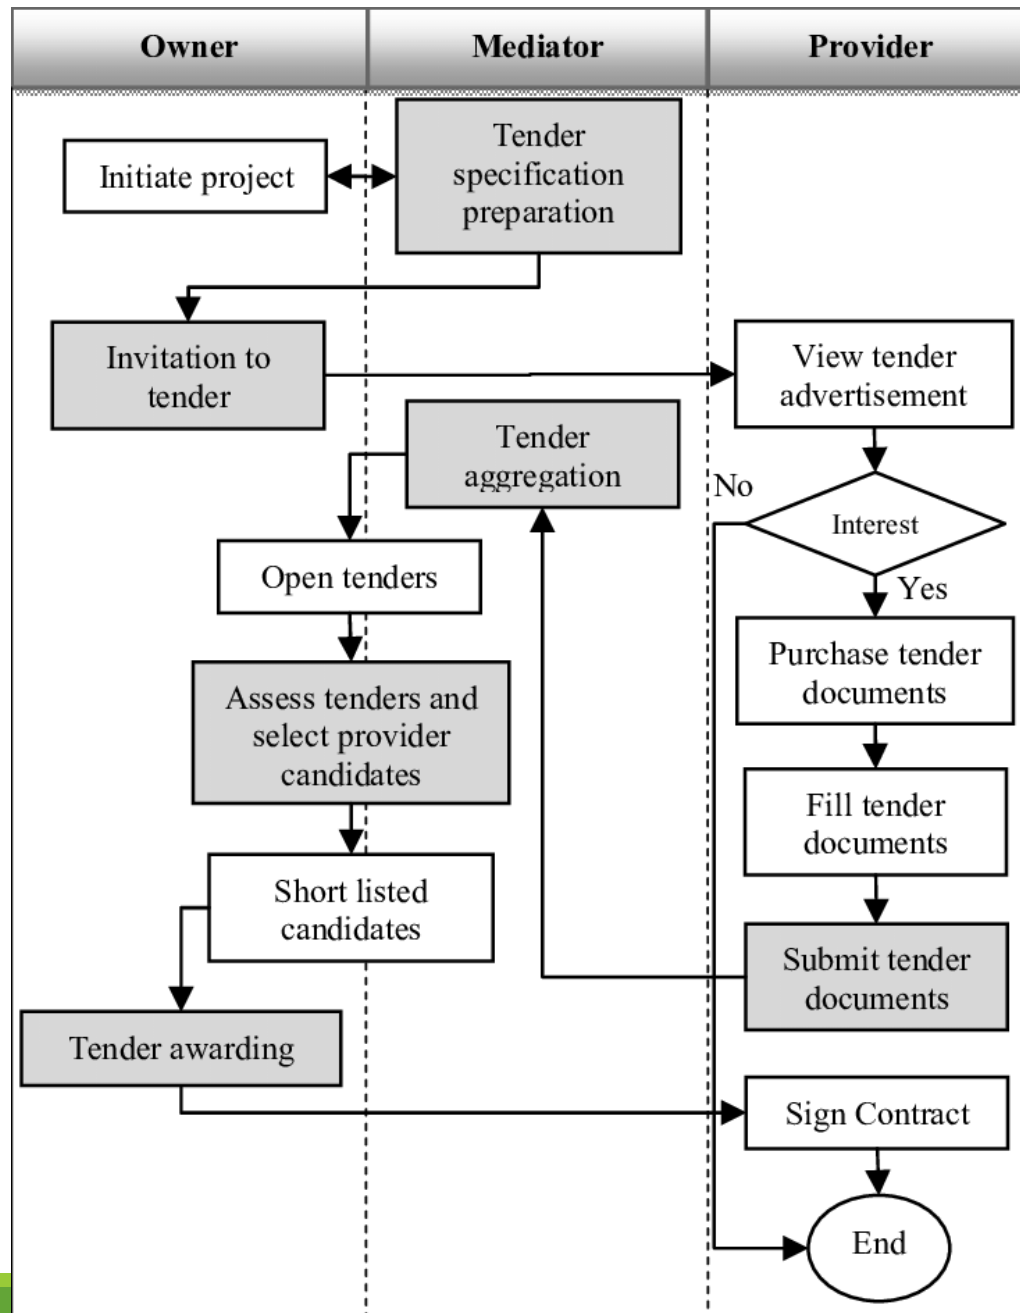 Owner
Mediator
Provider
Initiate project
Tender
specification
preparation
Invitation to
tender
View tender
advertisement
Tender
aggregation
No
Interest
Open tenders
Yes
Purchase tender
documents
Assess tenders and
select provider
candidates
Fill tender
documents
Short listed
candidates
Submit tender
documents
Tender awarding
Sign Contract
End